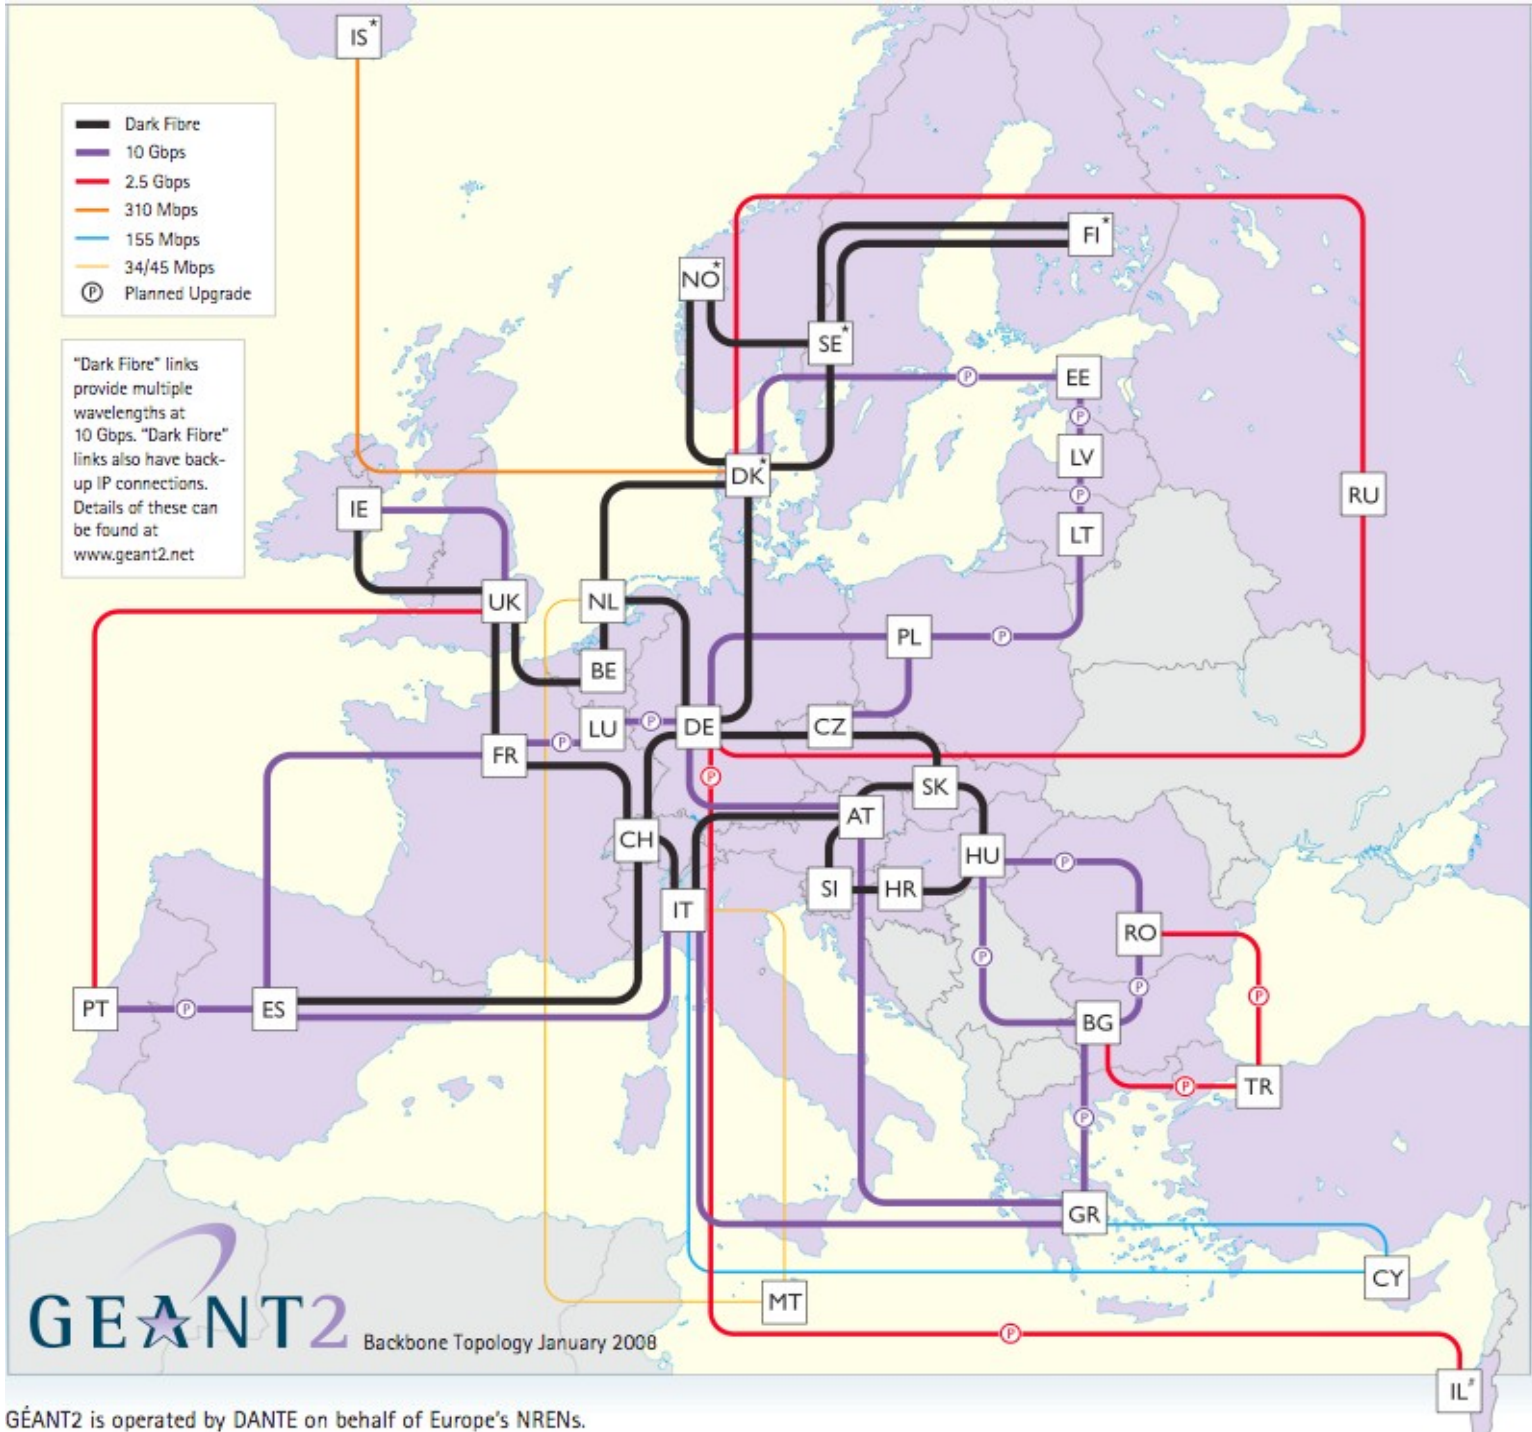 IS*
Dark Fibre
10 Gbps
2.5 Gbps
310 Mbps
155 Mbps
34/45 Mbps
P Planned Upgrade
"Dark Fibre" links
provide multiple
wavelengths at
10 Gbps. "Dark Fibre"
links also have back-
up IP connections.
Details of these can
be found at
www.geant2.net
FI*
NO*
SE*
P
EE
P
LV
DK*
P
RU
IE
LT
UK
NL
PL
P
BE
LU
P
DE
CZ
FR
P
P
SK
AT
CH
HU
P
SI
HR
IT
RO
P
P
P
PT
P
ES
BG
P
TR
P
GR
CY
MT
P
IL#
GEANT2
Backbone Topology January 2008
GÉANT2 is operated by DANTE on behalf of Europe's NRENs.